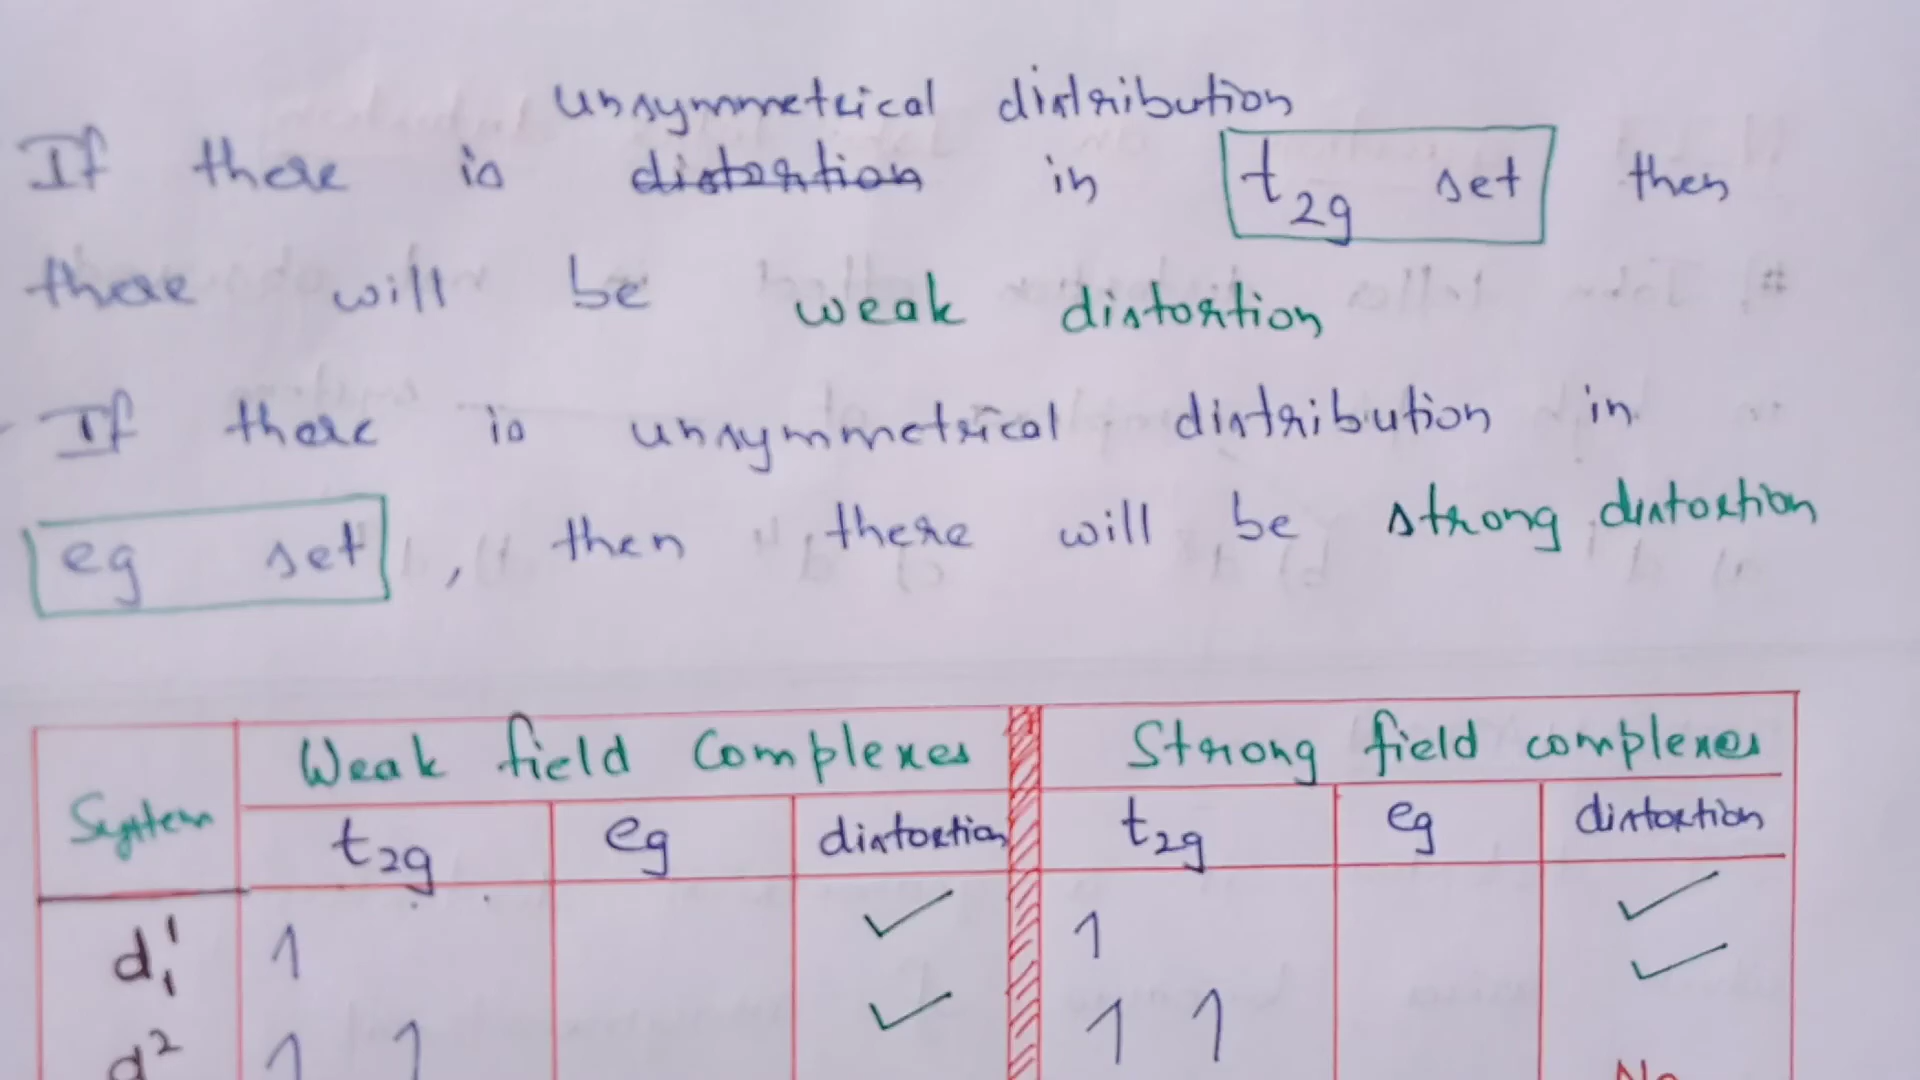 unsymmetrical distribution
If there is distortion in t2g set then
there will be weak distortion
If there is unsymmetrical distribution in
eg set, then there will be strong distortion
System Weak field Complexes Strong field complexes
t2g eg distortion t2g eg distortion
d1 1 ✓ 1 ✓
d2 1 1 ✓ 1 1 ✓
No